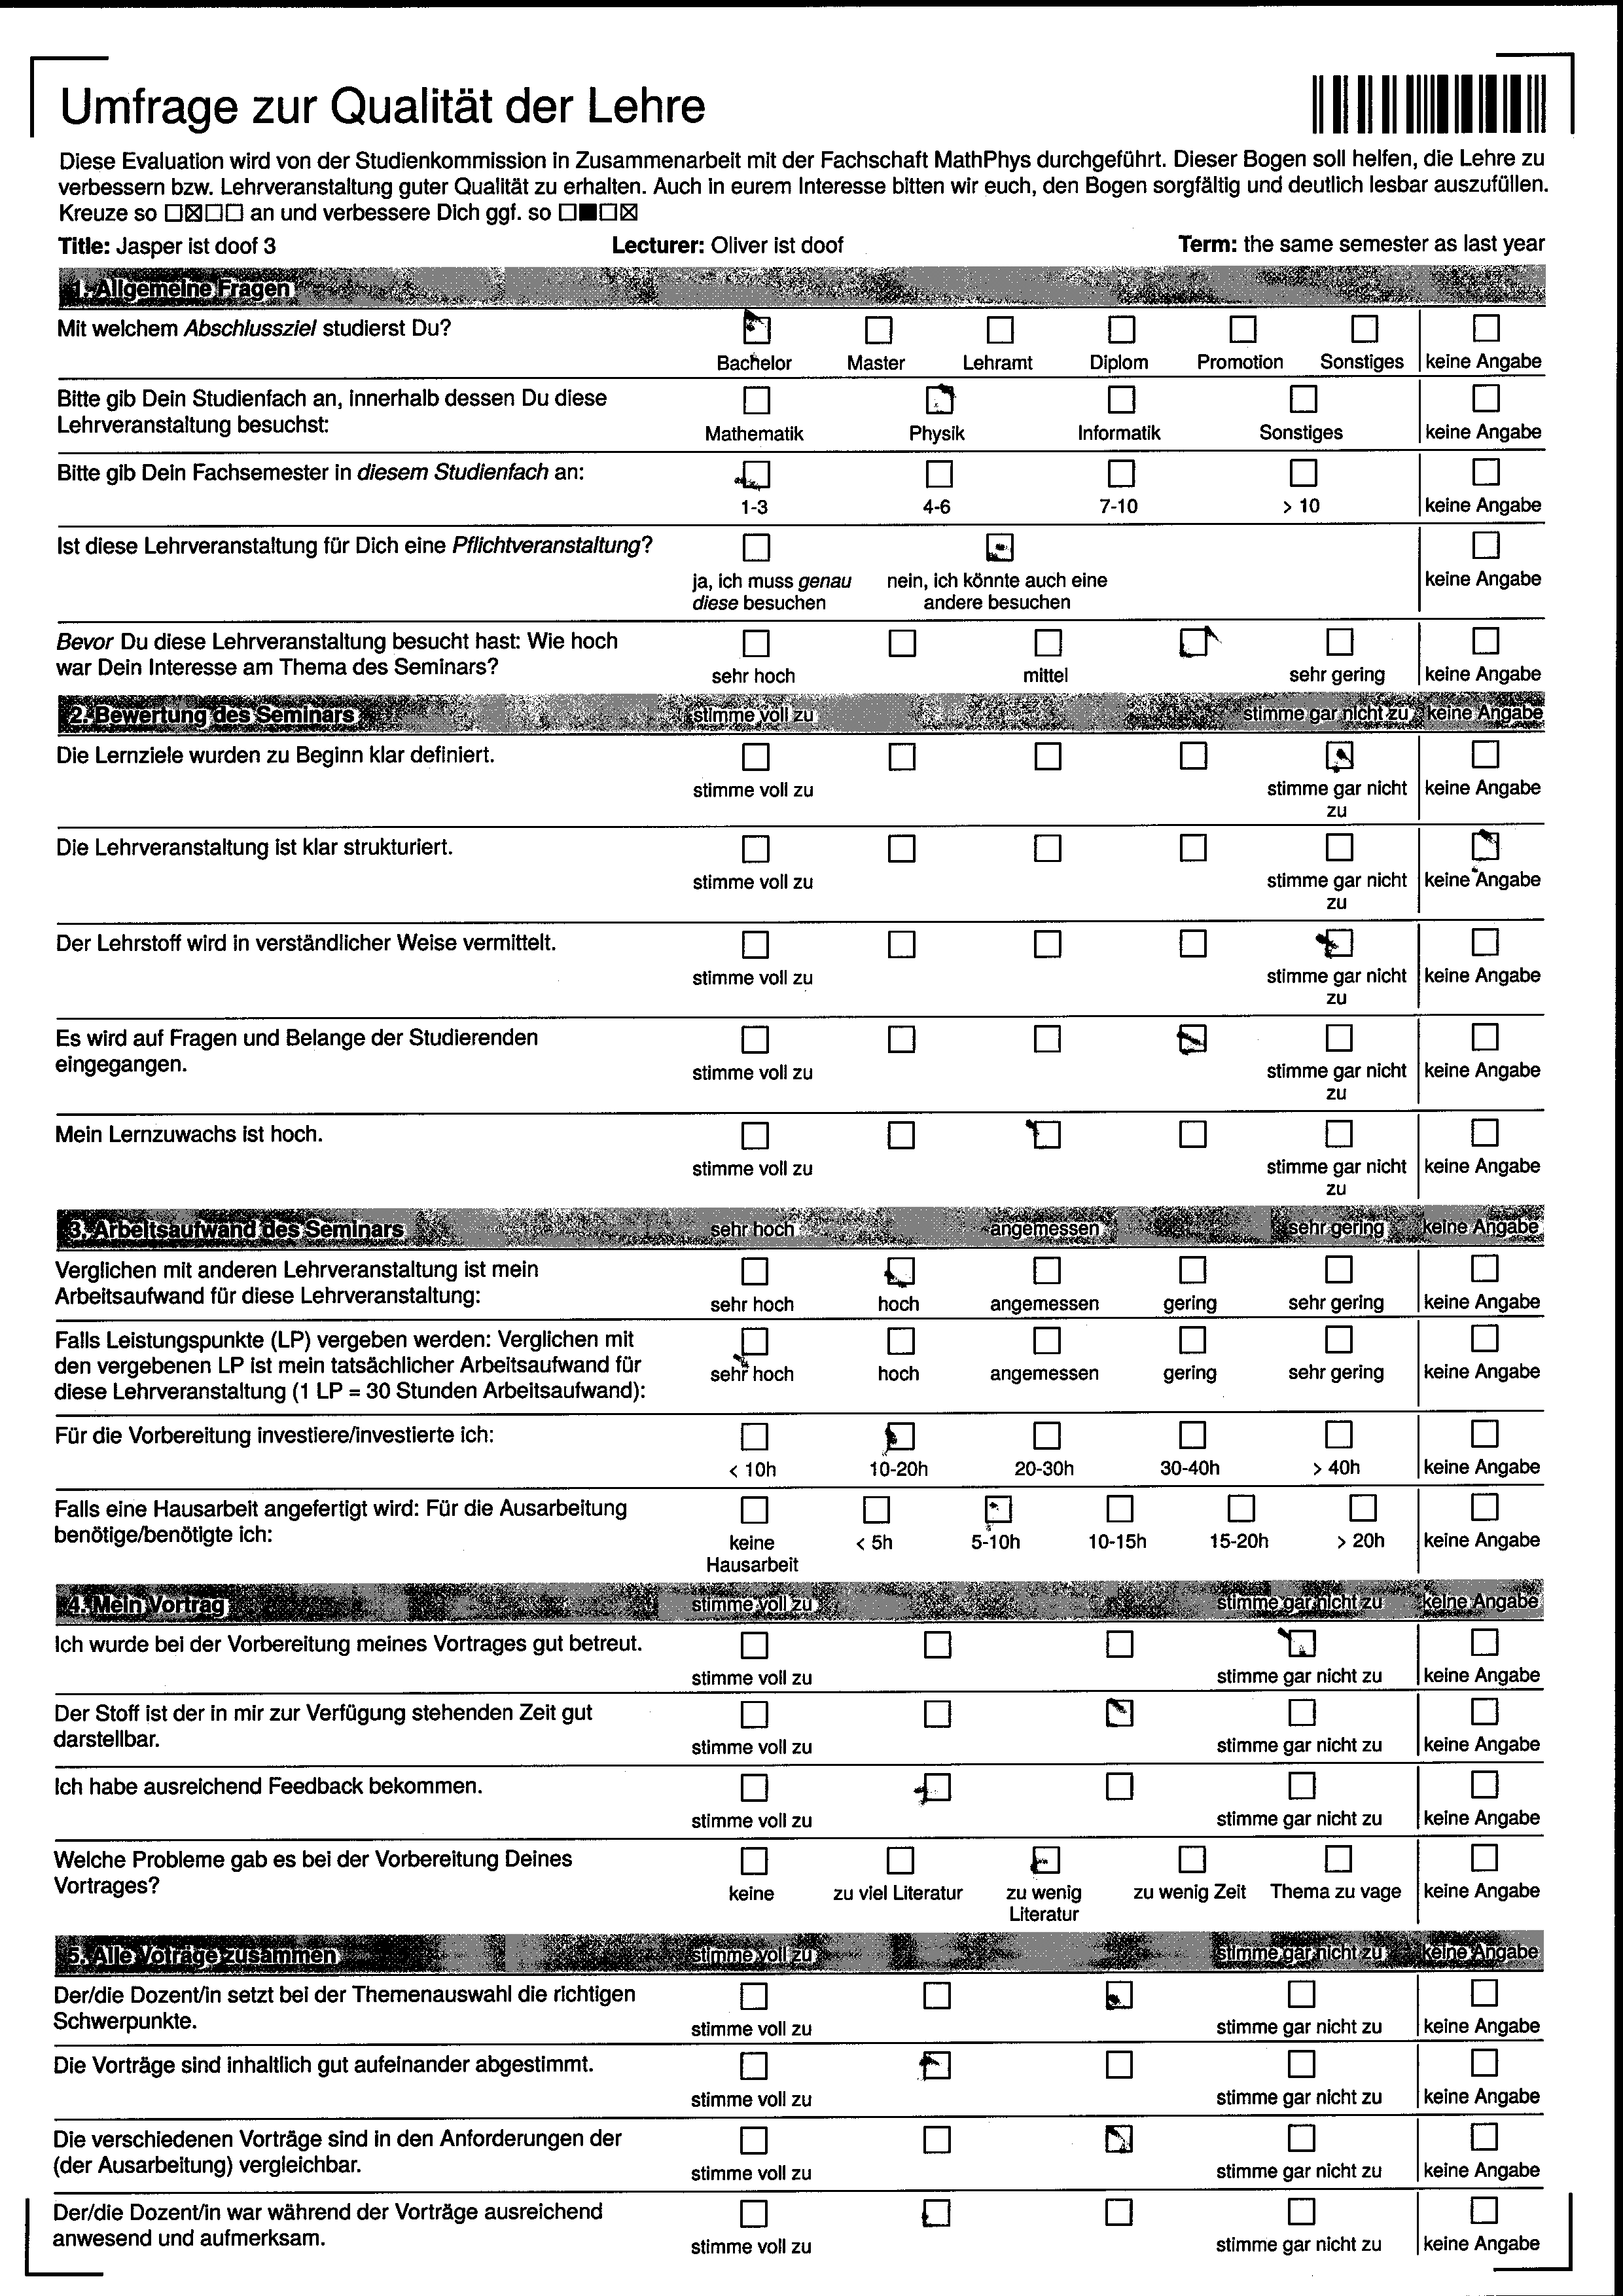 Umfrage zur Qualität der Lehre
Diese Evaluation wird von der Studienkommission in Zusammenarbeit mit der Fachschaft MathPhys durchgeführt. Dieser Bogen soll helfen, die Lehre zu
verbessern bzw. Lehrveranstaltung guter Qualität zu erhalten. Auch in eurem Interesse bitten wir euch, den Bogen sorgfältig und deutlich lesbar auszufüllen.
Kreuze so ☐☒☐☐ an und verbessere Dich ggf. so ☐■☐☒
Title: Jasper ist doof 3 Lecturer: Oliver ist doof Term: the same semester as last year
1. Allgemeine Fragen
Mit welchem Abschlussziel studierst Du?
Bachelor Master Lehramt Diplom Promotion Sonstiges keine Angabe
Bitte gib Dein Studienfach an, innerhalb dessen Du diese
Lehrveranstaltung besuchst:
Mathematik Physik Informatik Sonstiges keine Angabe
Bitte gib Dein Fachsemester in diesem Studienfach an:
1-3 4-6 7-10 > 10 keine Angabe
Ist diese Lehrveranstaltung für Dich eine Pflichtveranstaltung?
ja, ich muss genau nein, ich könnte auch eine keine Angabe
diese besuchen andere besuchen
Bevor Du diese Lehrveranstaltung besucht hast: Wie hoch
war Dein Interesse am Thema des Seminars?
sehr hoch mittel sehr gering keine Angabe
2. Bewertung des Seminars stimme voll zu stimme gar nicht zu keine Angabe
Die Lernziele wurden zu Beginn klar definiert.
stimme voll zu stimme gar nicht keine Angabe
zu
Die Lehrveranstaltung ist klar strukturiert.
stimme voll zu stimme gar nicht keine Angabe
zu
Der Lehrstoff wird in verständlicher Weise vermittelt.
stimme voll zu stimme gar nicht keine Angabe
zu
Es wird auf Fragen und Belange der Studierenden
eingegangen.
stimme voll zu stimme gar nicht keine Angabe
zu
Mein Lernzuwachs ist hoch.
stimme voll zu stimme gar nicht keine Angabe
zu
3. Arbeitsaufwand des Seminars sehr hoch angemessen sehr gering keine Angabe
Verglichen mit anderen Lehrveranstaltung ist mein
Arbeitsaufwand für diese Lehrveranstaltung:
sehr hoch hoch angemessen gering sehr gering keine Angabe
Falls Leistungspunkte (LP) vergeben werden: Verglichen mit
den vergebenen LP ist mein tatsächlicher Arbeitsaufwand für
diese Lehrveranstaltung (1 LP = 30 Stunden Arbeitsaufwand):
sehr hoch hoch angemessen gering sehr gering keine Angabe
Für die Vorbereitung investiere/investierte ich:
< 10h 10-20h 20-30h 30-40h > 40h keine Angabe
Falls eine Hausarbeit angefertigt wird: Für die Ausarbeitung
benötige/benötigte ich:
keine < 5h 5-10h 10-15h 15-20h > 20h keine Angabe
Hausarbeit
4. Mein Vortrag stimme voll zu stimme gar nicht zu keine Angabe
Ich wurde bei der Vorbereitung meines Vortrages gut betreut.
stimme voll zu stimme gar nicht zu keine Angabe
Der Stoff ist der in mir zur Verfügung stehenden Zeit gut
darstellbar.
stimme voll zu stimme gar nicht zu keine Angabe
Ich habe ausreichend Feedback bekommen.
stimme voll zu stimme gar nicht zu keine Angabe
Welche Probleme gab es bei der Vorbereitung Deines
Vortrages?
keine zu viel Literatur zu wenig zu wenig Zeit Thema zu vage keine Angabe
Literatur
5. Alle Voträge zusammen stimme voll zu stimme gar nicht zu keine Angabe
Der/die Dozent/in setzt bei der Themenauswahl die richtigen
Schwerpunkte.
stimme voll zu stimme gar nicht zu keine Angabe
Die Vorträge sind inhaltlich gut aufeinander abgestimmt.
stimme voll zu stimme gar nicht zu keine Angabe
Die verschiedenen Vorträge sind in den Anforderungen der
(der Ausarbeitung) vergleichbar.
stimme voll zu stimme gar nicht zu keine Angabe
Der/die Dozent/in war während der Vorträge ausreichend
anwesend und aufmerksam.
stimme voll zu stimme gar nicht zu keine Angabe